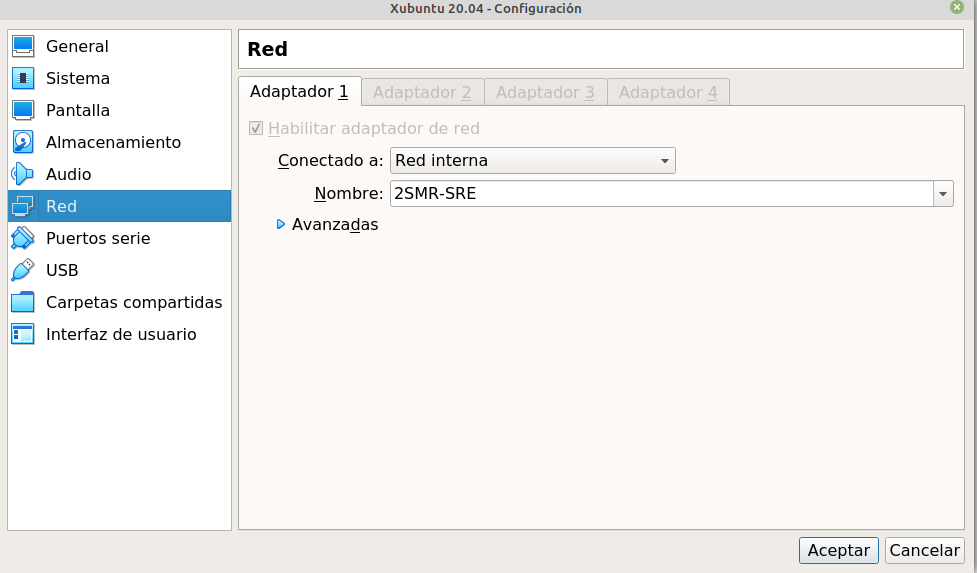 Xubuntu 20.04 - Configuración
General
Sistema
Pantalla
Almacenamiento
Audio
Red
Puertos serie
USB
Carpetas compartidas
Interfaz de usuario
Red
Adaptador 1 Adaptador 2 Adaptador 3 Adaptador 4
Habilitar adaptador de red
Conectado a: Red interna
Nombre: 2SMR-SRE
Avanzadas
Aceptar Cancelar